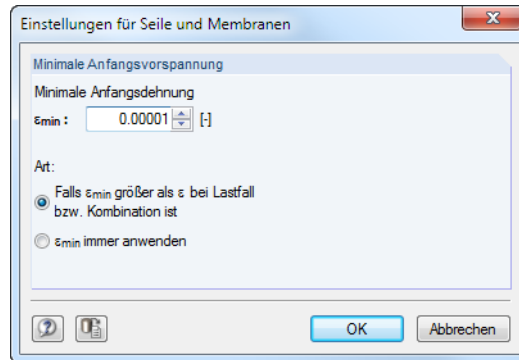 Einstellungen für Seile und Membranen
Minimale Anfangsvorspannung
Minimale Anfangsdehnung
εmin : 0.00001 [-]
Art:
Falls εmin größer als ε bei Lastfall
bzw. Kombination ist
εmin immer anwenden
OK Abbrechen